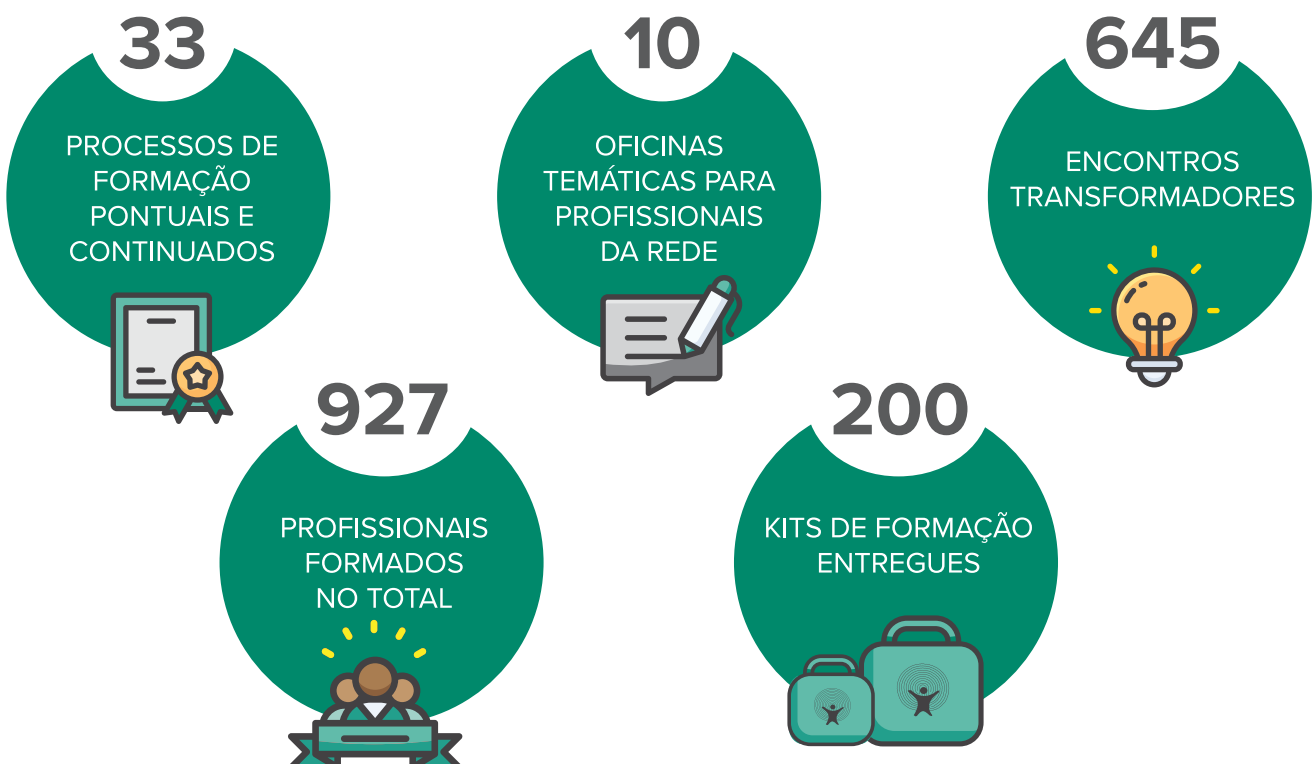 33
PROCESSOS DE
FORMAÇÃO
PONTUAIS E
CONTINUADOS
10
OFICINAS
TEMÁTICAS PARA
PROFISSIONAIS
DA REDE
645
ENCONTROS
TRANSFORMADORES
927
PROFISSIONAIS
FORMADOS
NO TOTAL
200
KITS DE FORMAÇÃO
ENTREGUES